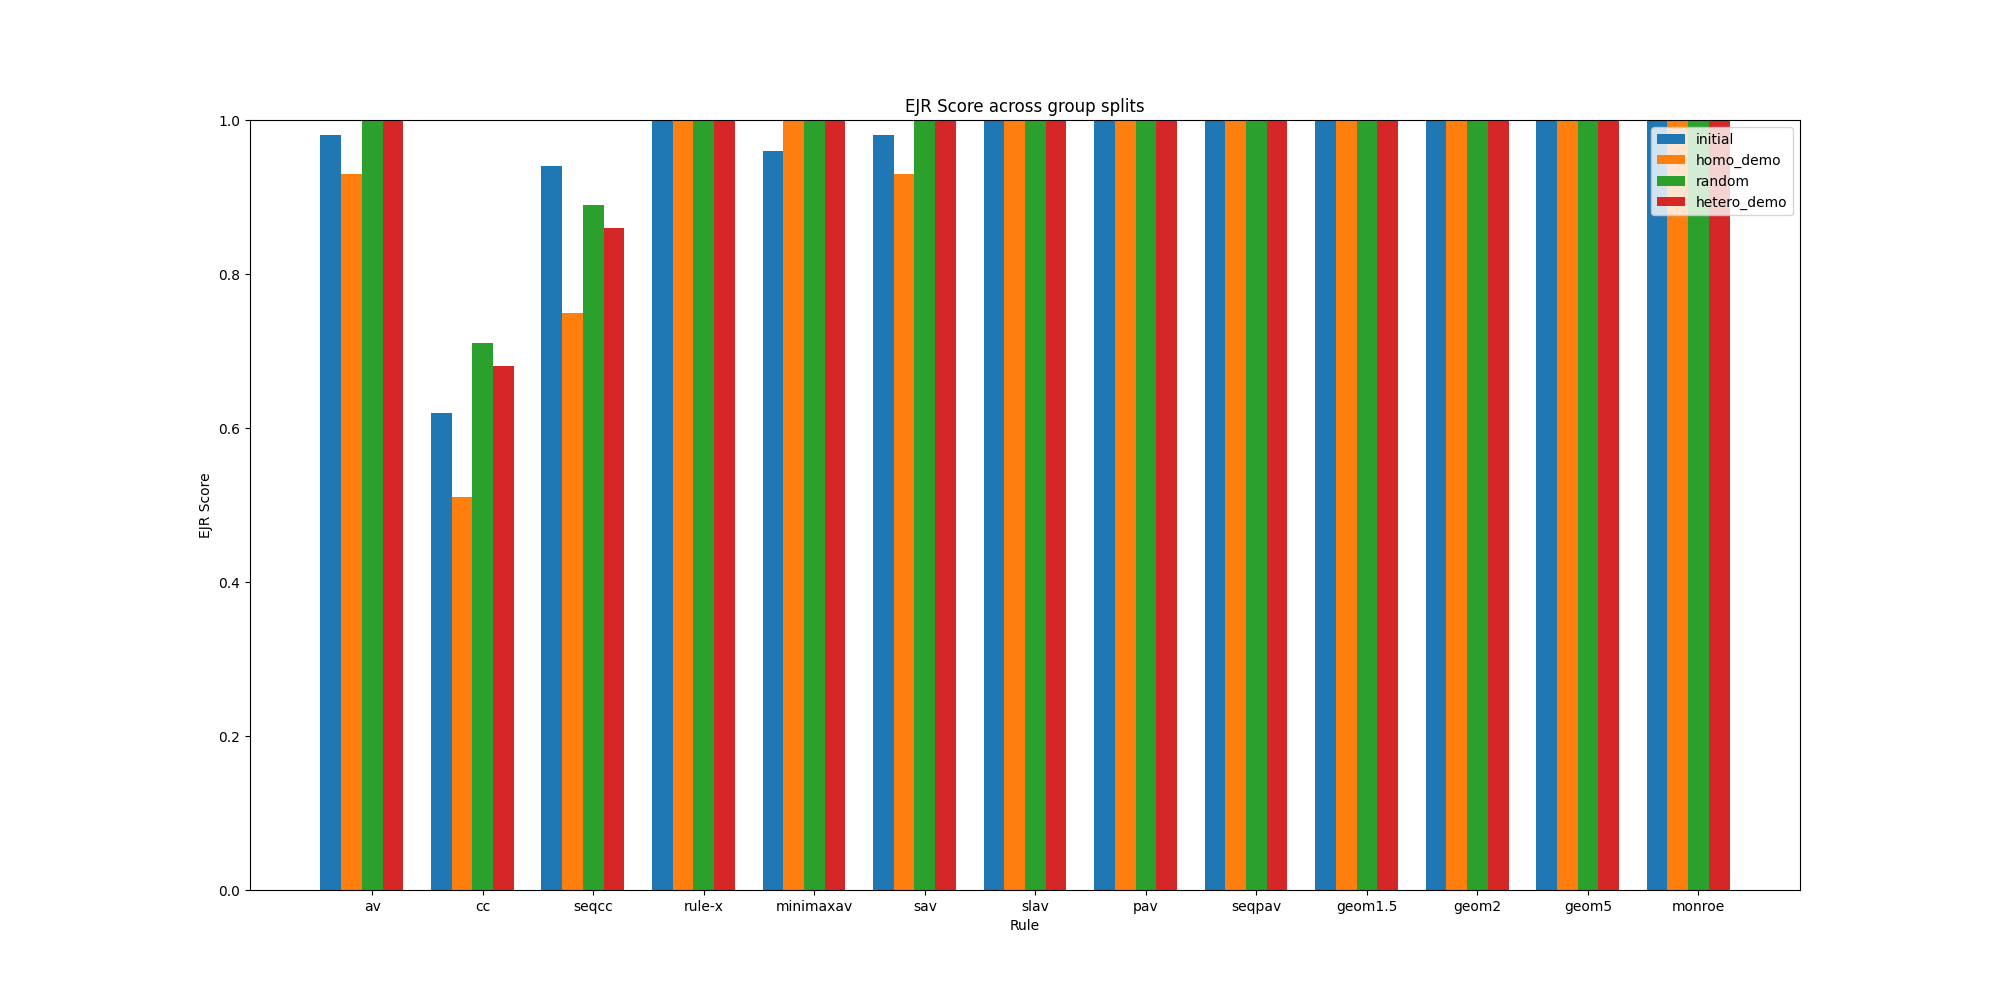 EJR Score across group splits
1.0
0.8
0.6
0.4
0.2
0.0
EJR Score
initial
homo_demo
random
hetero_demo
av cc seqcc rule-x minimaxav sav slav pav seqpav geom1.5 geom2 geom5 monroe
Rule